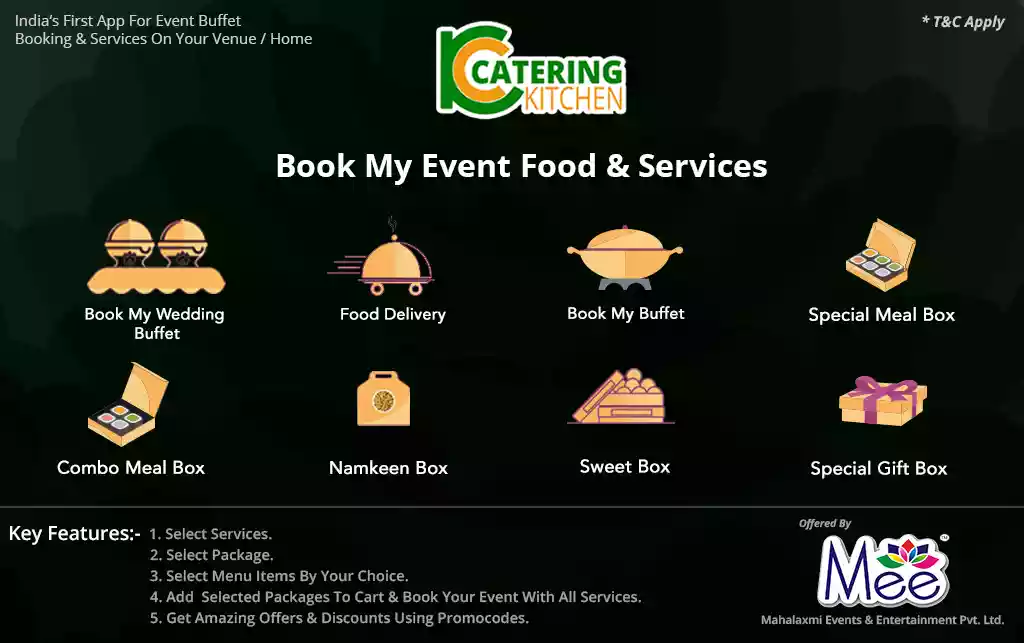 India's First App For Event Buffet
Booking & Services On Your Venue / Home
* T&C Apply
KC CATERING
KITCHEN
Book My Event Food & Services
Book My Wedding
Buffet
Food Delivery
Book My Buffet
Special Meal Box
Combo Meal Box
Namkeen Box
Sweet Box
Special Gift Box
Key Features:- 1. Select Services.
2. Select Package.
3. Select Menu Items By Your Choice.
4. Add Selected Packages To Cart & Book Your Event With All Services.
5. Get Amazing Offers & Discounts Using Promocodes.
Offered By
Mee™
Mahalaxmi Events & Entertainment Pvt. Ltd.